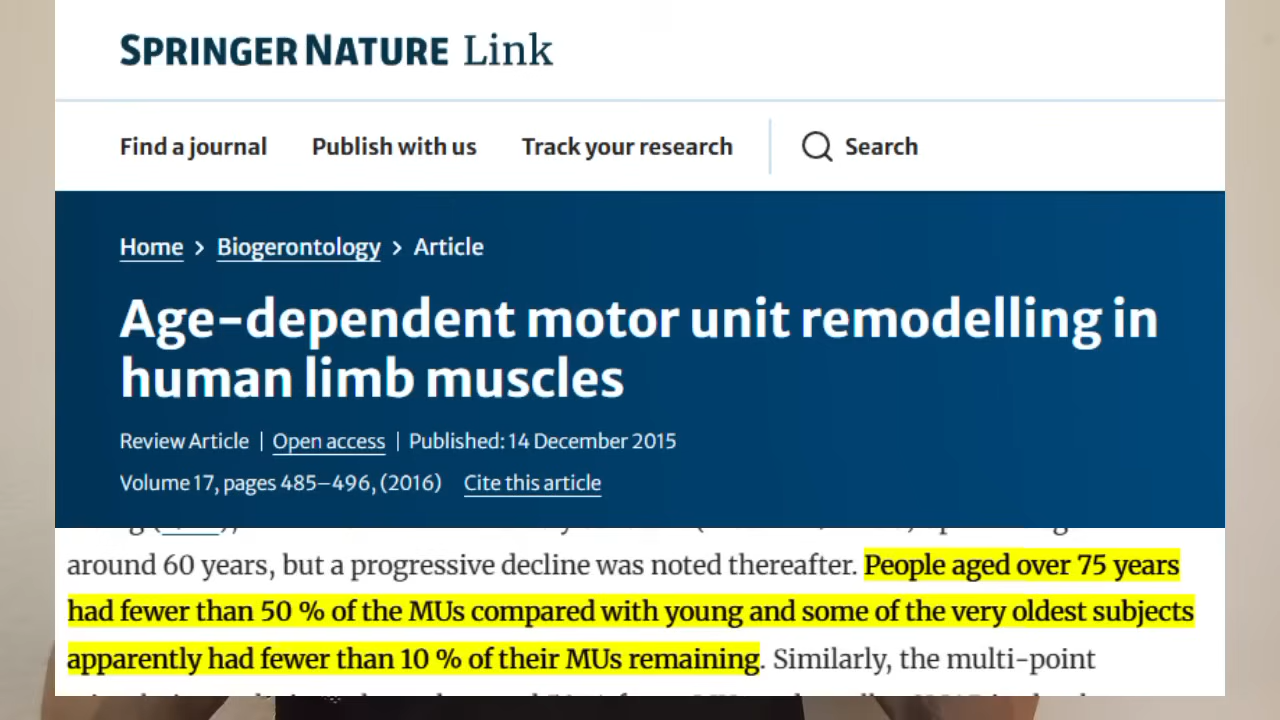 SPRINGER NATURE Link
Find a journal Publish with us Track your research Search
Home > Biogerontology > Article
Age-dependent motor unit remodelling in
human limb muscles
Review Article | Open access | Published: 14 December 2015
Volume 17, pages 485–496, (2016) Cite this article
around 60 years, but a progressive decline was noted thereafter. People aged over 75 years
had fewer than 50 % of the MUs compared with young and some of the very oldest subjects
apparently had fewer than 10 % of their MUs remaining. Similarly, the multi-point